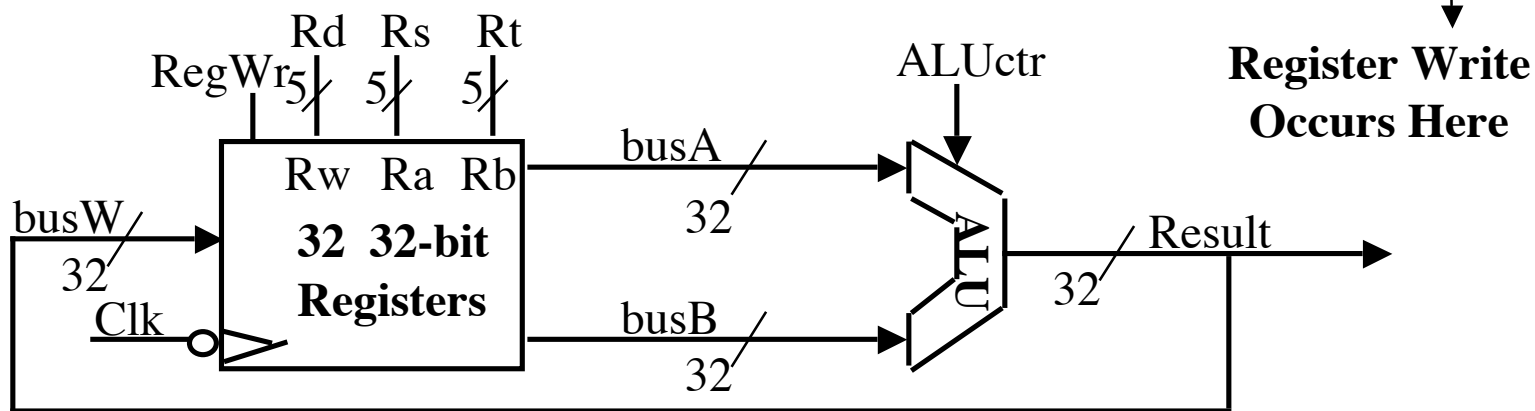 Rd Rs Rt
RegWr 5 5 5
ALUctr
Register Write
Occurs Here
Rw Ra Rb
busA
32
busW
32
32 32-bit
Registers
ALU
Result
32
Clk
busB
32